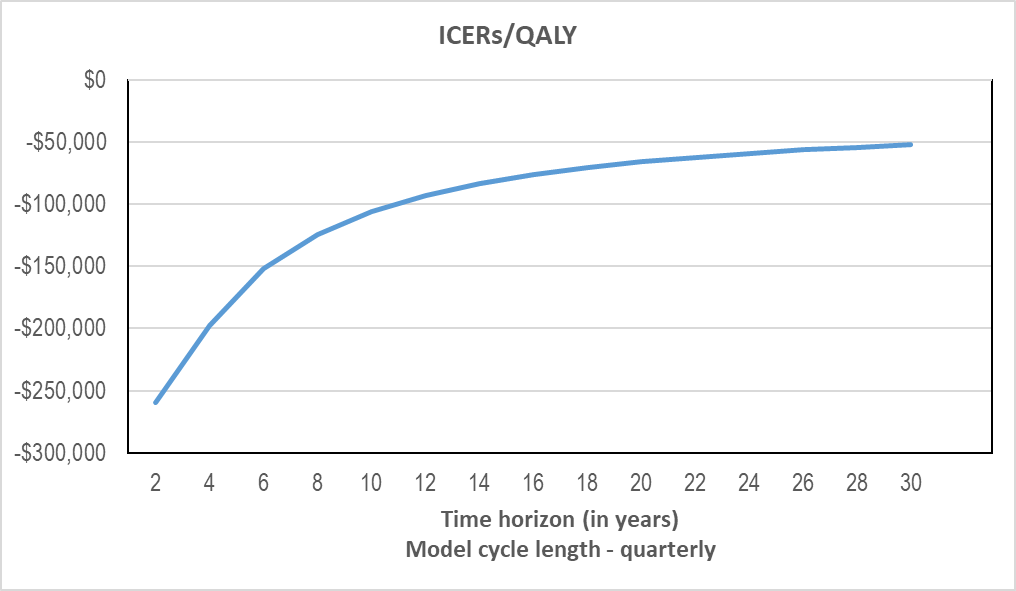 ICERs/QALY
$0
-$50,000
-$100,000
-$150,000
-$200,000
-$250,000
-$300,000
2 4 6 8 10 12 14 16 18 20 22 24 26 28 30
Time horizon (in years)
Model cycle length - quarterly